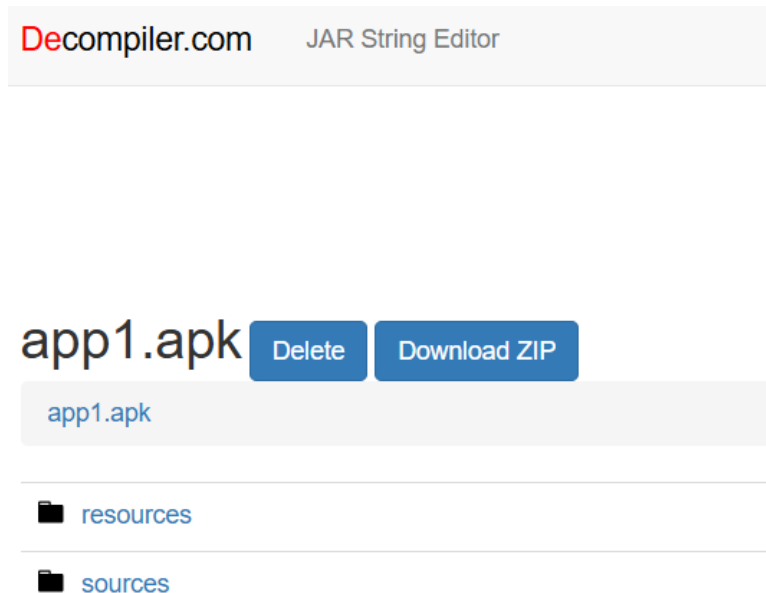 Decompiler.com JAR String Editor
app1.apk Delete Download ZIP
app1.apk
resources
sources